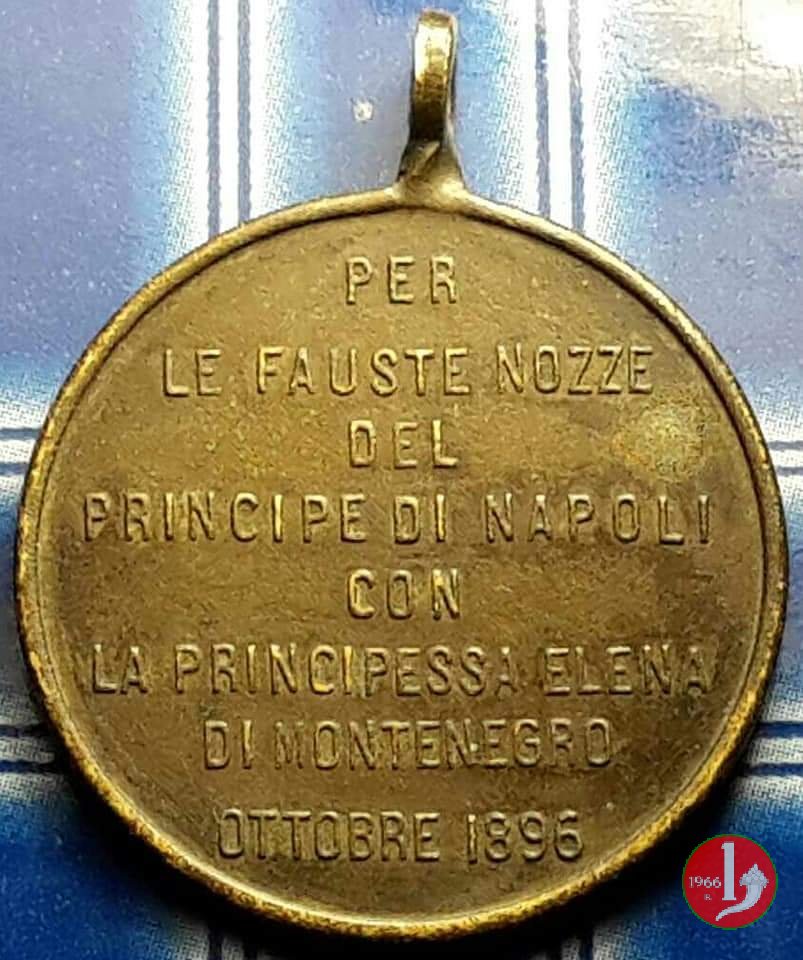 PER
LE FAUSTE NOZZE
DEL
PRINCIPE DI NAPOLI
CON
LA PRINCIPESSA ELENA
DI MONTENEGRO
OTTOBRE 1896
1966